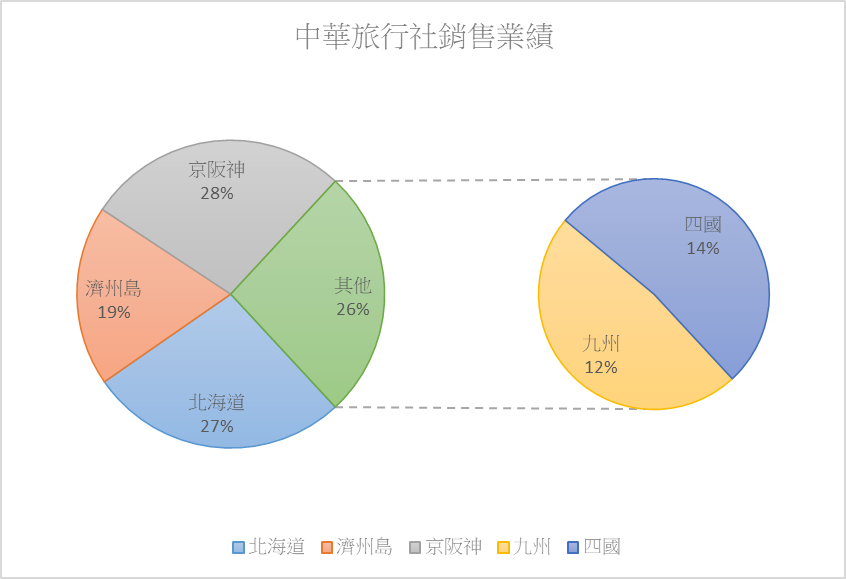 中華旅行社銷售業績
京阪神
28%
濟州島
19%
其他
26%
北海道
27%
四國
14%
九州
12%
北海道 濟州島 京阪神 九州 四國